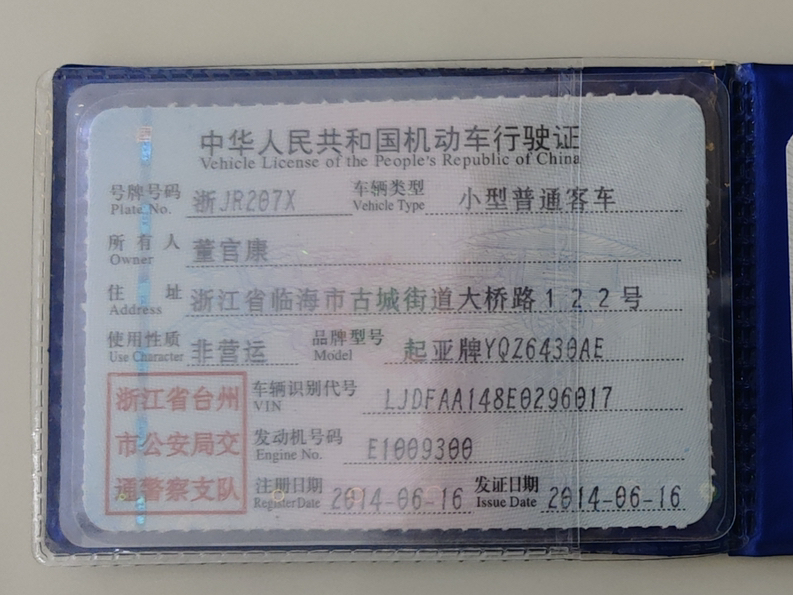 中华人民共和国机动车行驶证
Vehicle License of the People's Republic of China
号牌号码 浙JR207X 车辆类型 小型普通客车
Plate No. Vehicle Type
所有人 董官康
Owner
住址 浙江省临海市古城街道大桥路122号
Address
使用性质 非营运 品牌型号 起亚牌YQZ6430AE
Use Character Model
浙江省台州
市公安局交
通警察支队
车辆识别代号 LJDFAA148E0296017
VIN
发动机号码 E1009300
Engine No.
注册日期 2014-06-16 发证日期 2014-06-16
Register Date Issue Date